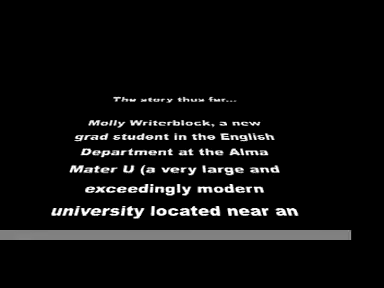 The story thus far...
Molly Writerblock, a new
grad student in the English
Department at the Alma
Mater U (a very large and
exceedingly modern
university located near an